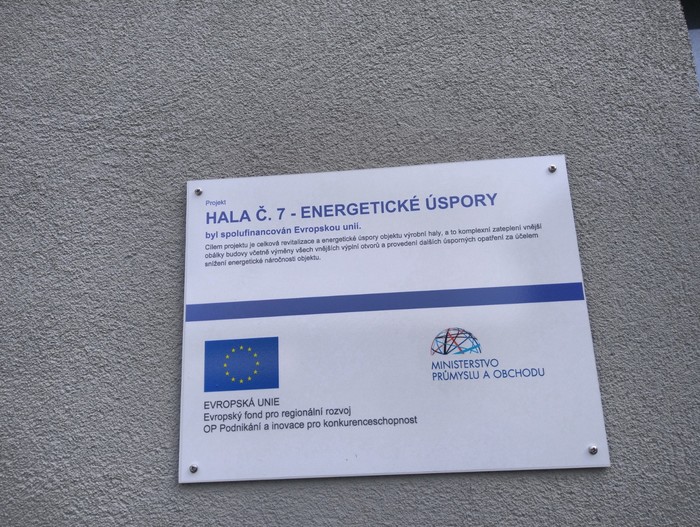 Projekt
HALA Č. 7 - ENERGETICKÉ ÚSPORY
byl spolufinancován Evropskou unií.
Cílem projektu je celková revitalizace a energetické úspory objektu výrobní haly, a to komplexní zateplení vnější
obálky budovy včetně výměny všech vnějších výplní otvorů a provedení dalších úsporných opatření za účelem
snížení energetické náročnosti objektu.
EVROPSKÁ UNIE
Evropský fond pro regionální rozvoj
OP Podnikání a inovace pro konkurenceschopnost
MINISTERSTVO
PRŮMYSLU A OBCHODU